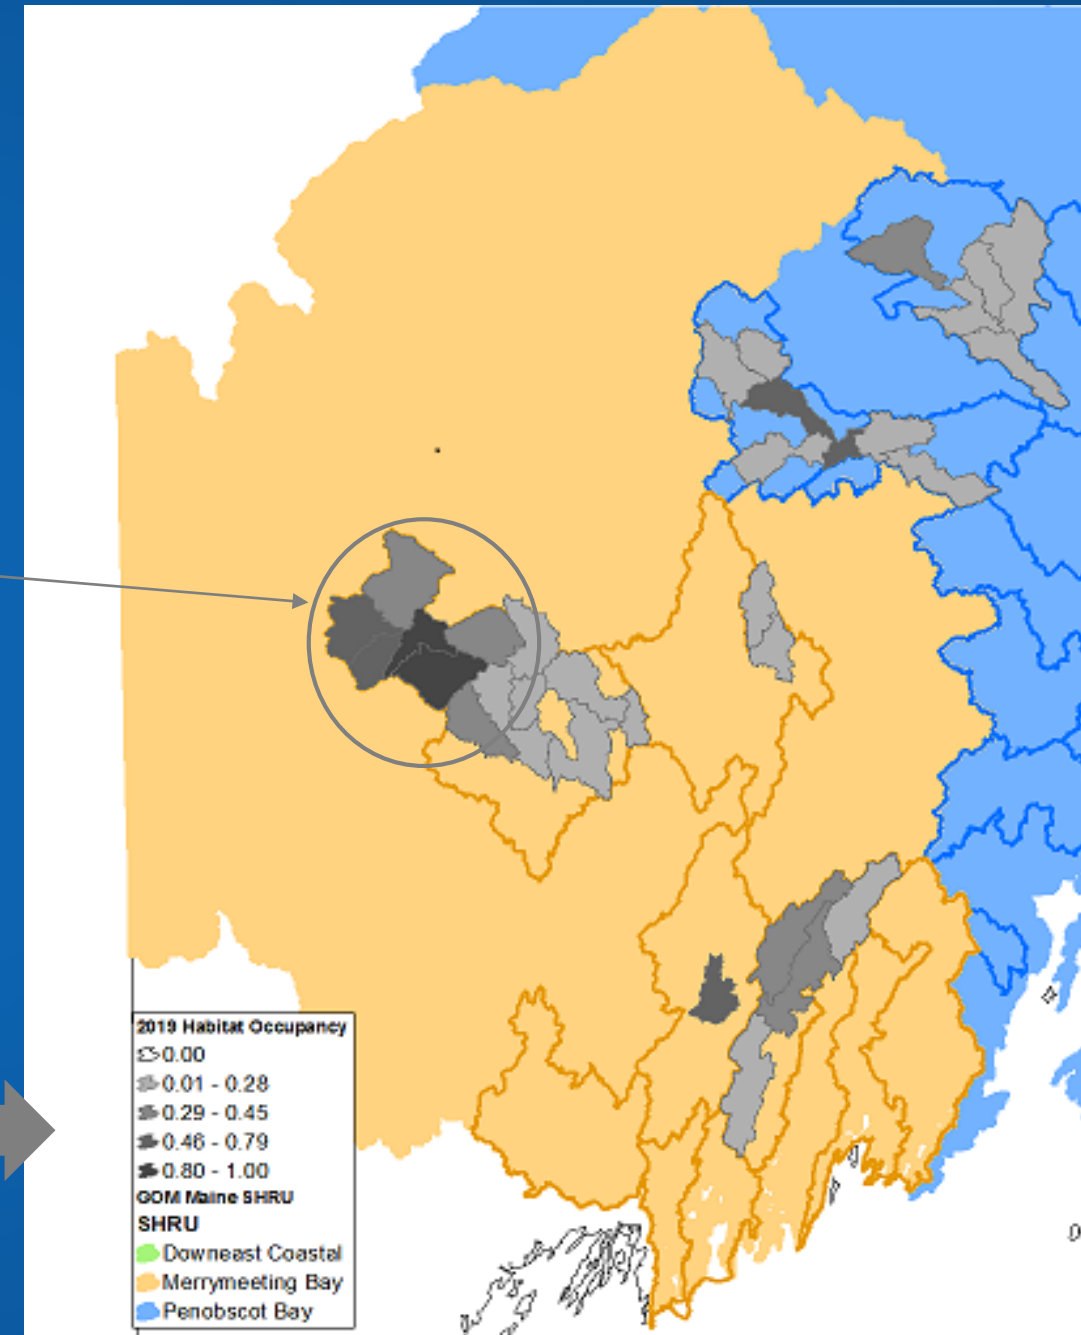 2019 Habitat Occupancy
0.00
0.01 - 0.28
0.29 - 0.45
0.46 - 0.79
0.80 - 1.00
GOM Maine SHRU
SHRU
Downeast Coastal
Merrymeeting Bay
Penobscot Bay